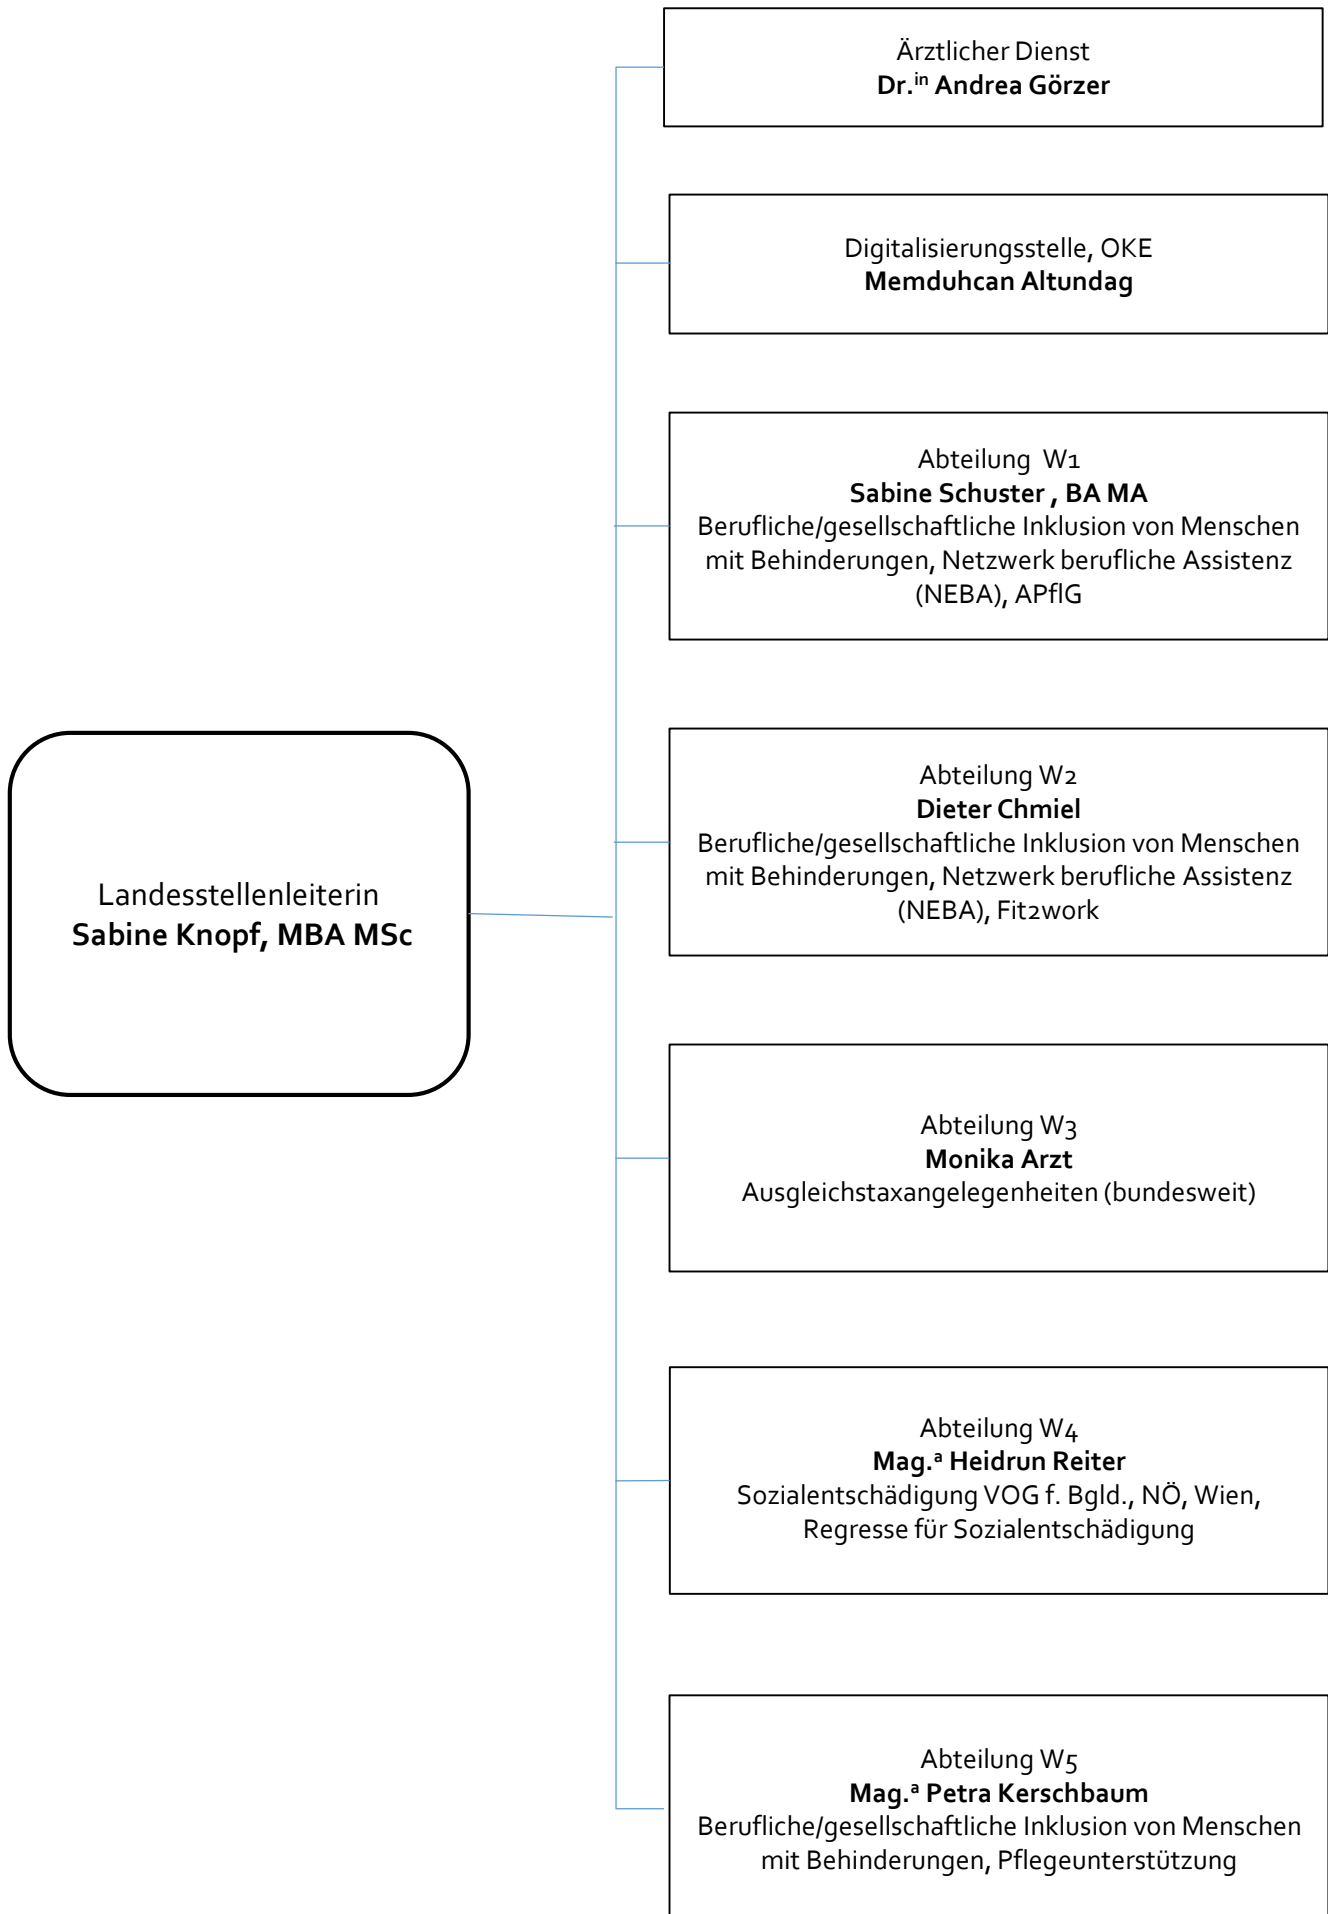 Ärztlicher Dienst
Dr.ⁱⁿ Andrea Görzer
Digitalisierungsstelle, OKE
Memduhcan Altundag
Abteilung W1
Sabine Schuster , BA MA
Berufliche/gesellschaftliche Inklusion von Menschen
mit Behinderungen, Netzwerk berufliche Assistenz
(NEBA), APflG
Abteilung W2
Dieter Chmiel
Berufliche/gesellschaftliche Inklusion von Menschen
mit Behinderungen, Netzwerk berufliche Assistenz
(NEBA), Fit2work
Landesstellenleiterin
Sabine Knopf, MBA MSc
Abteilung W3
Monika Arzt
Ausgleichstaxangelegenheiten (bundesweit)
Abteilung W4
Mag.ª Heidrun Reiter
Sozialentschädigung VOG f. Bgld., NÖ, Wien,
Regresse für Sozialentschädigung
Abteilung W5
Mag.ª Petra Kerschbaum
Berufliche/gesellschaftliche Inklusion von Menschen
mit Behinderungen, Pflegeunterstützung